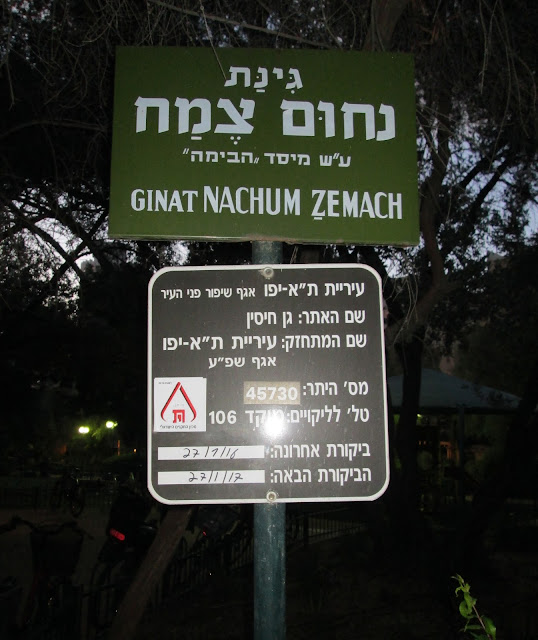 גִּינַת
נחוּם צֶמַח
ע״ש מיסד „הבימה״
GINAT NACHUM ZEMACH
עיריית ת"א-יפו אגף שיפור פני העיר
שם האתר: גן חיסין
שם המתחזק: עיריית ת"א-יפו
אגף שפ"ע
מס' היתר: 45730
טל' לליקויים: מוקד 106
ביקורת אחרונה: 27/7/16
הביקורת הבאה: 27/1/17